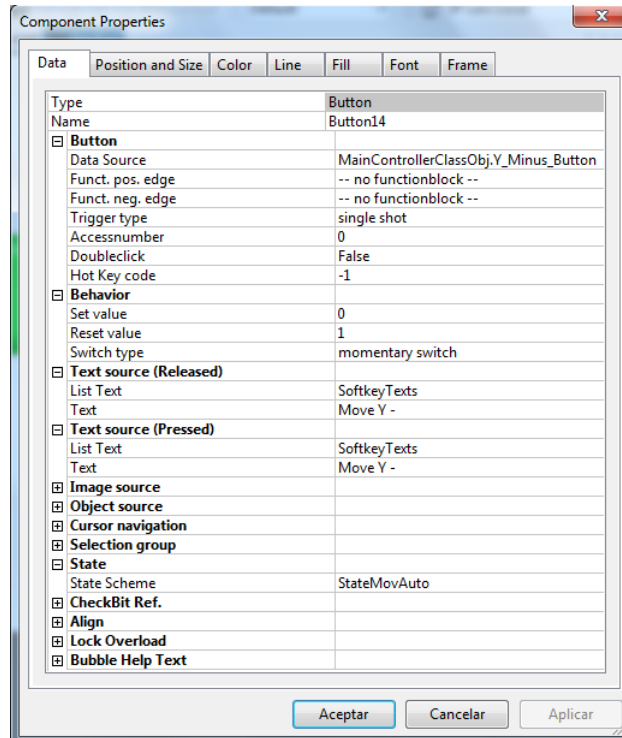 Component Properties
Data Position and Size Color Line Fill Font Frame
Type Button
Name Button14
Button
Data Source MainControllerClassObj.Y_Minus_Button
Funct. pos. edge -- no functionblock --
Funct. neg. edge -- no functionblock --
Trigger type single shot
Accessnumber 0
Doubleclick False
Hot Key code -1
Behavior
Set value 0
Reset value 1
Switch type momentary switch
Text source (Released)
List Text SoftkeyTexts
Text Move Y -
Text source (Pressed)
List Text SoftkeyTexts
Text Move Y -
Image source
Object source
Cursor navigation
Selection group
State
State Scheme StateMovAuto
CheckBit Ref.
Align
Lock Overload
Bubble Help Text
Aceptar Cancelar Aplicar